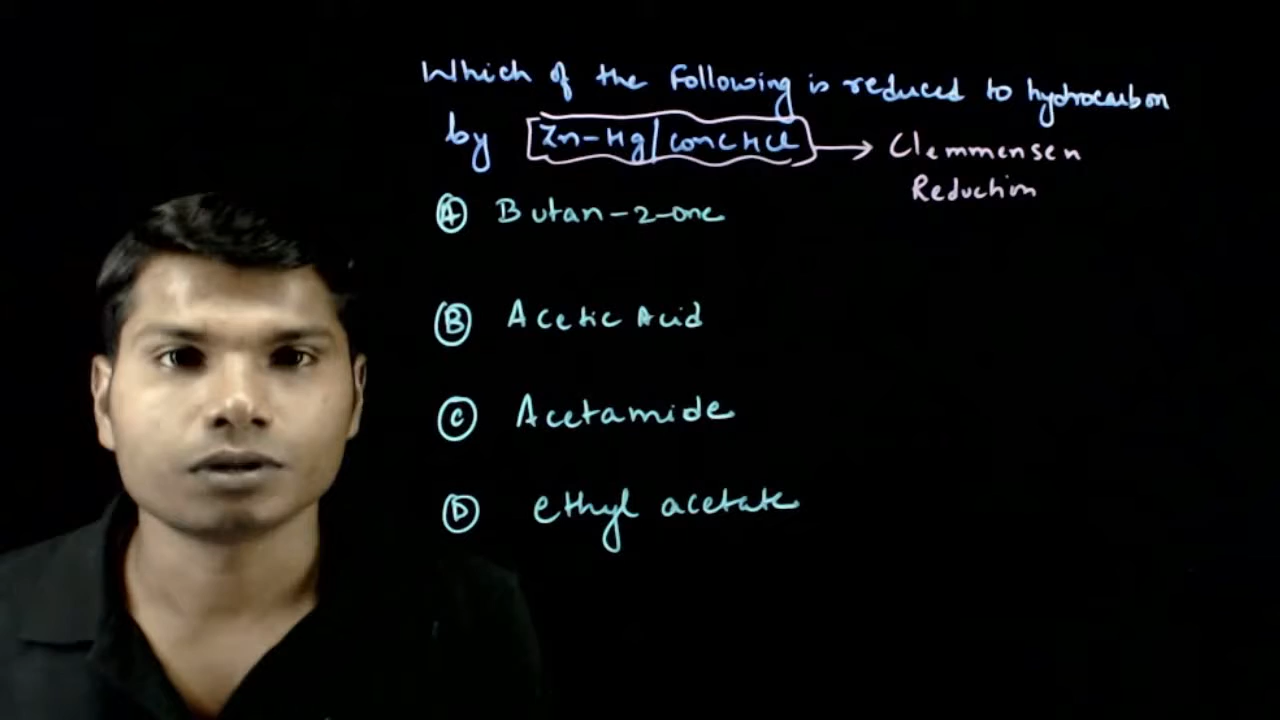 Which of the Following is reduced to hydrocarbon
by Zn-Hg/conc HCl → Clemmensen
Reduction
A Butan-2-one
B Acetic Acid
C Acetamide
D ethyl acetate